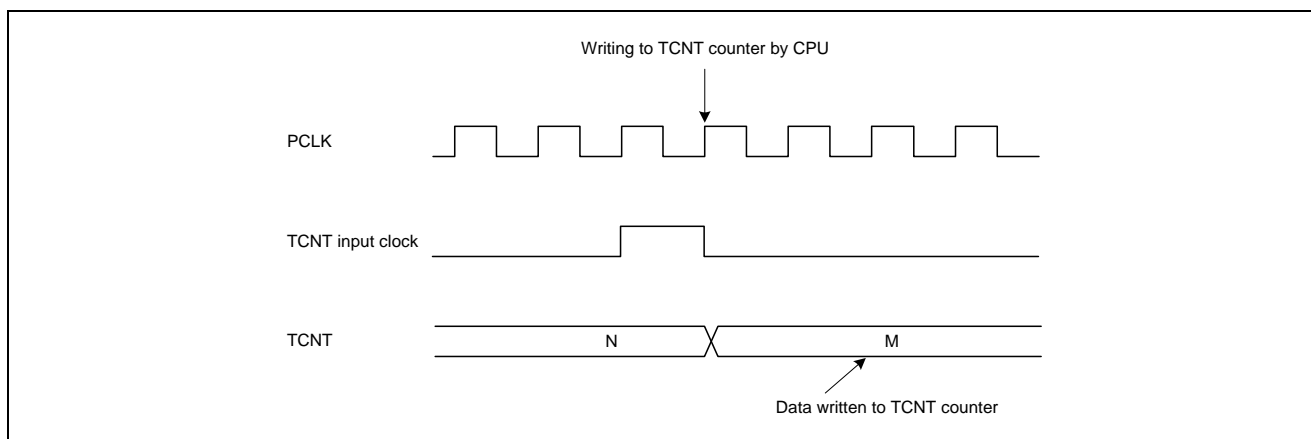 Writing to TCNT counter by CPU
PCLK
TCNT input clock
TCNT
N
M
Data written to TCNT counter